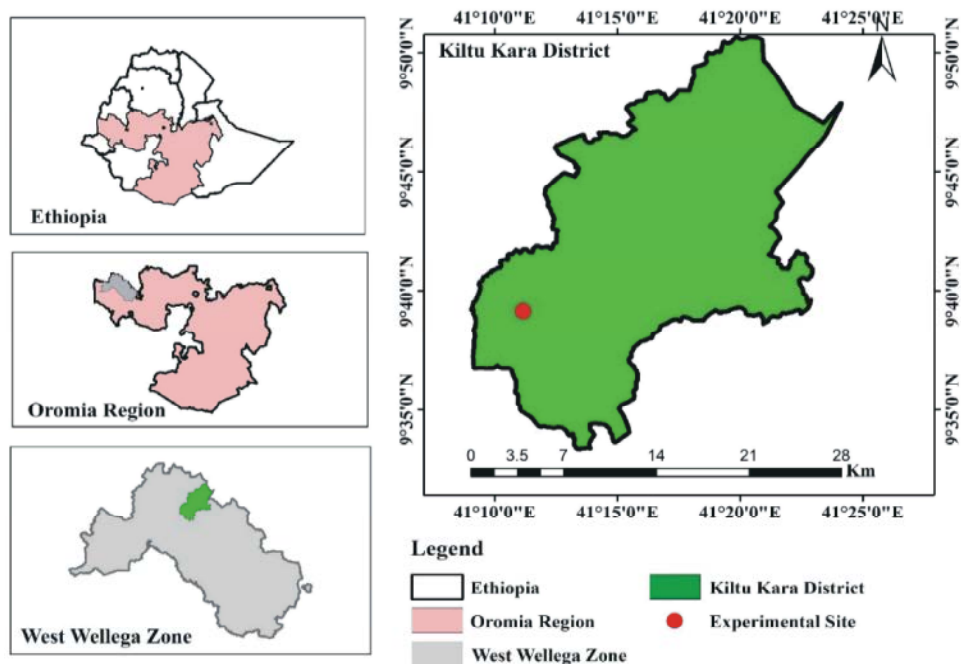 Ethiopia
Oromia Region
West Wellega Zone
41°10'0"E 41°15'0"E 41°20'0"E 41°25'0"E
Kiltu Kara District
N
9°50'0"N 9°50'0"N
9°45'0"N 9°45'0"N
9°40'0"N 9°40'0"N
9°35'0"N 9°35'0"N
0 3.5 7 14 21 28
Km
41°10'0"E 41°15'0"E 41°20'0"E 41°25'0"E
Legend
Ethiopia
Oromia Region
West Wellega Zone
Kiltu Kara District
Experimental Site